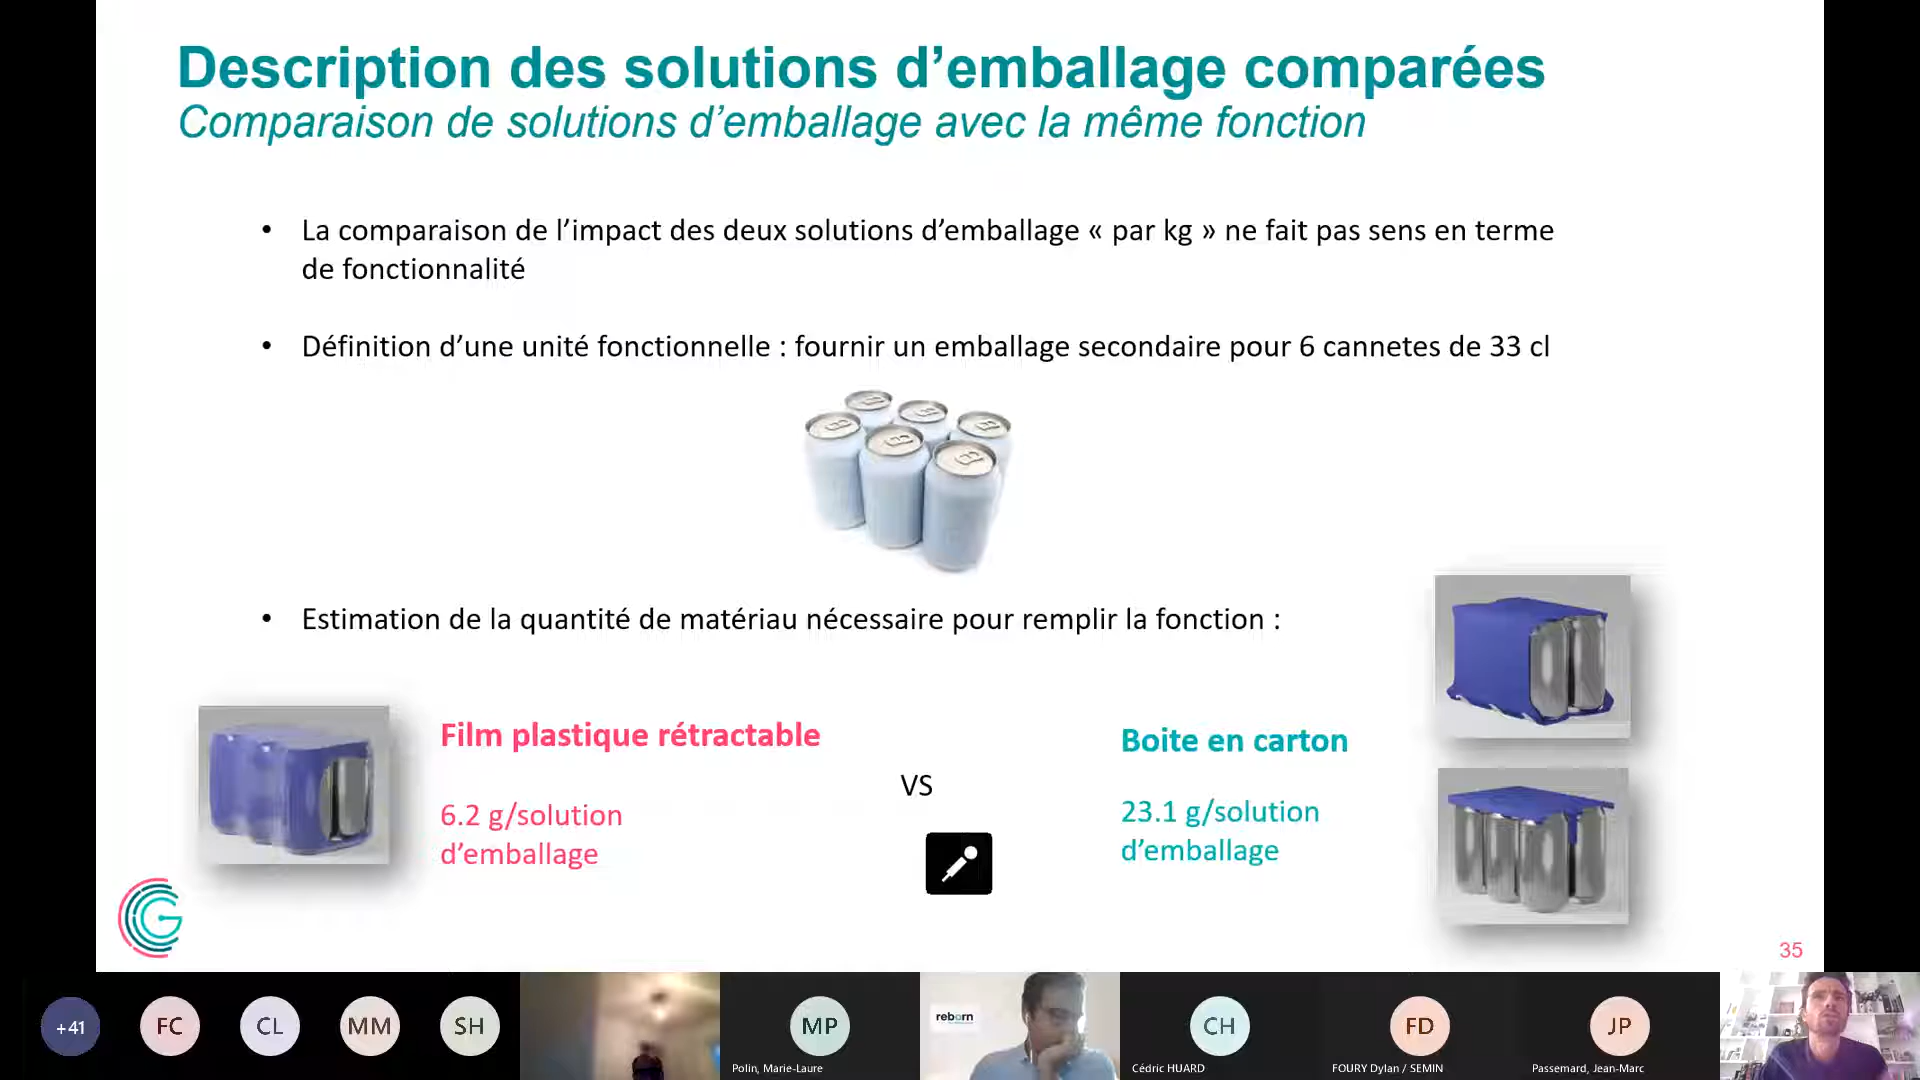 Description des solutions d’emballage comparées
Comparaison de solutions d’emballage avec la même fonction
• La comparaison de l’impact des deux solutions d’emballage « par kg » ne fait pas sens en terme
de fonctionnalité
• Définition d’une unité fonctionnelle : fournir un emballage secondaire pour 6 cannetes de 33 cl
• Estimation de la quantité de matériau nécessaire pour remplir la fonction :
Film plastique rétractable
6.2 g/solution
d’emballage
VS
Boite en carton
23.1 g/solution
d’emballage
35
+41
FC
CL
MM
SH
MP
Polin, Marie-Laure
reborn
CH
Cédric HUARD
FD
FOURY Dylan / SEMIN
JP
Passemard, Jean-Marc